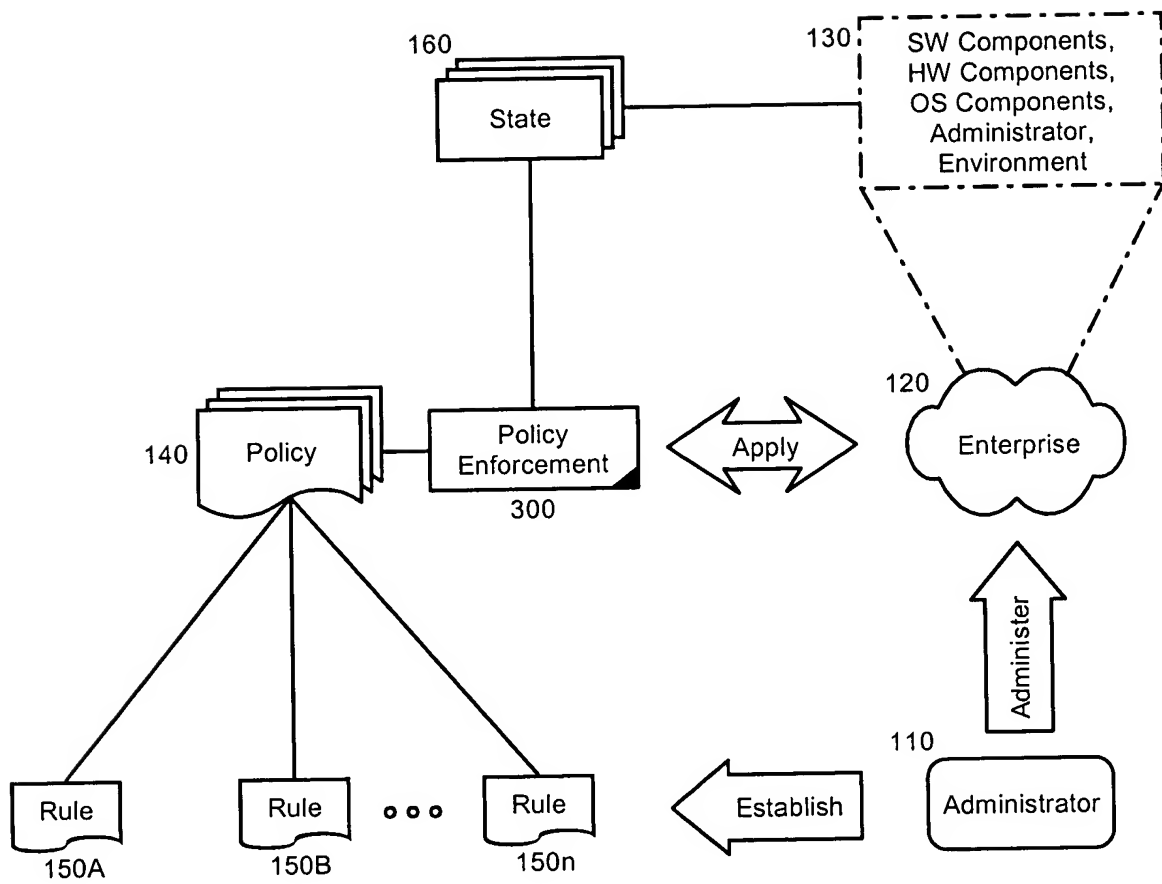 160
State
130
SW Components,
HW Components,
OS Components,
Administrator,
Environment
140
Policy
Policy
Enforcement
300
Apply
120
Enterprise
Administer
110
Administrator
Establish
Rule
150A
Rule
150B
Rule
150n